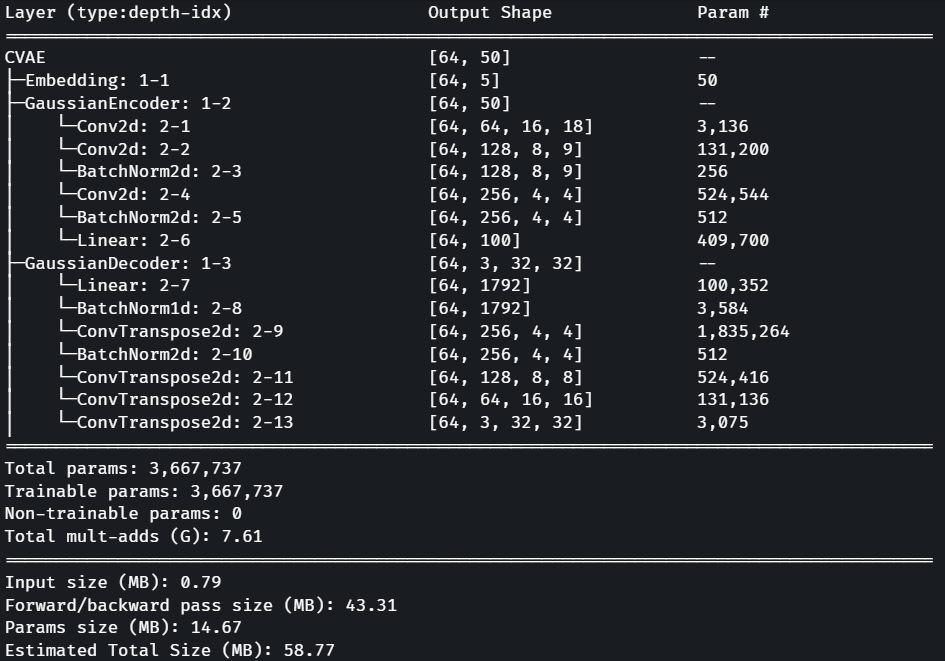 Layer (type:depth-idx)                   Output Shape              Param #
==========================================================================================
CVAE                                     [64, 50]                  --
├─Embedding: 1-1                         [64, 5]                   50
├─GaussianEncoder: 1-2                   [64, 50]                  --
│    └─Conv2d: 2-1                       [64, 64, 16, 18]          3,136
│    └─Conv2d: 2-2                       [64, 128, 8, 9]           131,200
│    └─BatchNorm2d: 2-3                  [64, 128, 8, 9]           256
│    └─Conv2d: 2-4                       [64, 256, 4, 4]           524,544
│    └─BatchNorm2d: 2-5                  [64, 256, 4, 4]           512
│    └─Linear: 2-6                       [64, 100]                 409,700
├─GaussianDecoder: 1-3                   [64, 3, 32, 32]           --
│    └─Linear: 2-7                       [64, 1792]                100,352
│    └─BatchNorm1d: 2-8                  [64, 1792]                3,584
│    └─ConvTranspose2d: 2-9              [64, 256, 4, 4]           1,835,264
│    └─BatchNorm2d: 2-10                 [64, 256, 4, 4]           512
│    └─ConvTranspose2d: 2-11             [64, 128, 8, 8]           524,416
│    └─ConvTranspose2d: 2-12             [64, 64, 16, 16]          131,136
│    └─ConvTranspose2d: 2-13             [64, 3, 32, 32]           3,075
==========================================================================================
Total params: 3,667,737
Trainable params: 3,667,737
Non-trainable params: 0
Total mult-adds (G): 7.61
==========================================================================================
Input size (MB): 0.79
Forward/backward pass size (MB): 43.31
Params size (MB): 14.67
Estimated Total Size (MB): 58.77